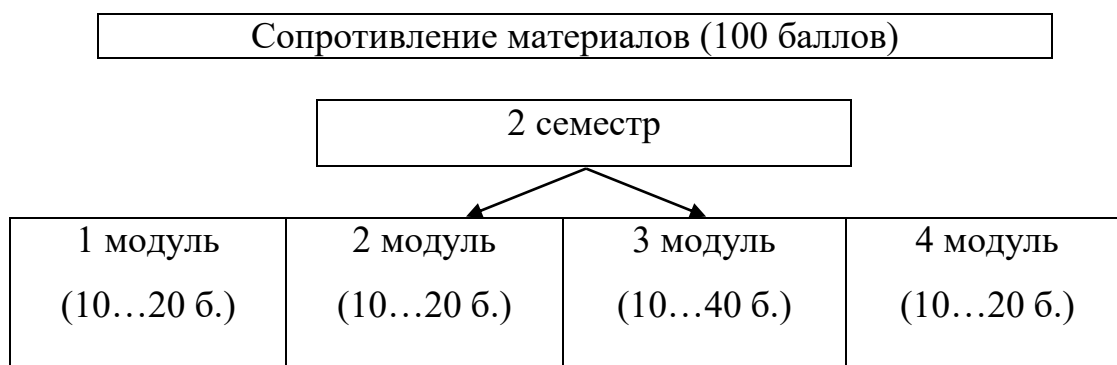 Сопротивление материалов (100 баллов)
2 семестр
1 модуль
(10…20 б.)
2 модуль
(10…20 б.)
3 модуль
(10…40 б.)
4 модуль
(10…20 б.)